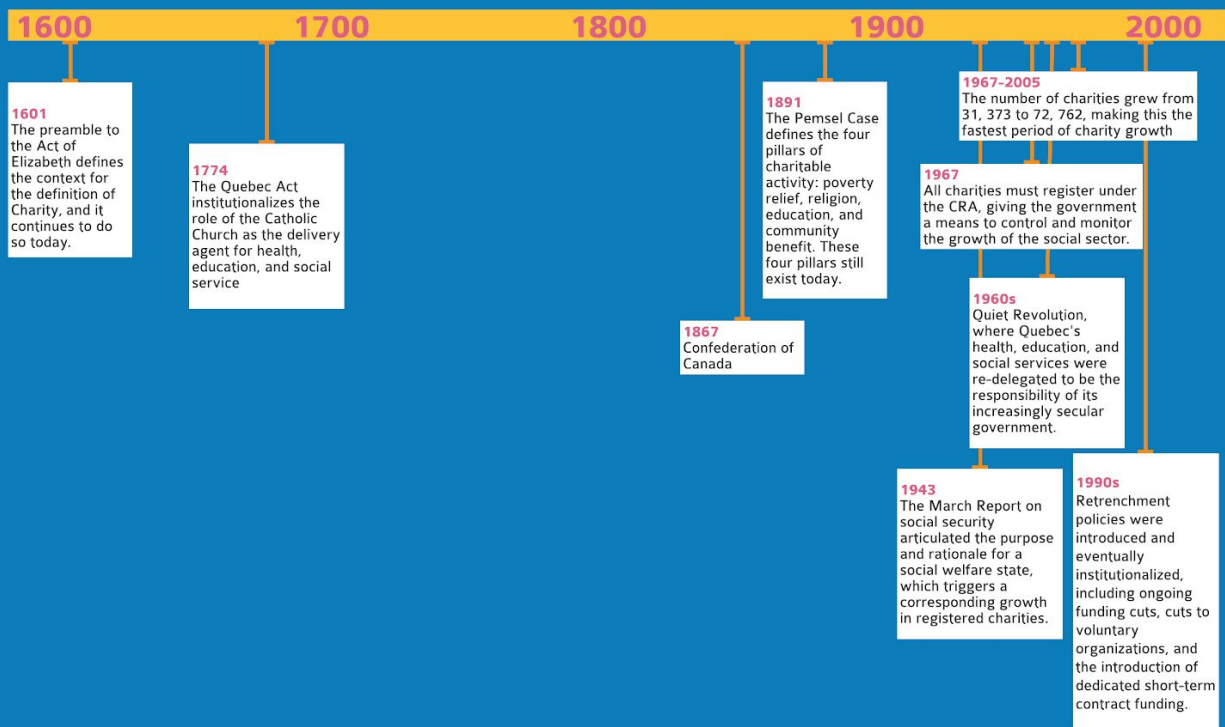 1600 1700 1800 1900 2000
1601
The preamble to
the Act of
Elizabeth defines
the context for
the definition of
Charity, and it
continues to do
so today.
1774
The Quebec Act
institutionalizes the
role of the Catholic
Church as the delivery
agent for health,
education, and social
service
1867
Confederation of
Canada
1891
The Pemsel Case
defines the four
pillars of
charitable
activity: poverty
relief, religion,
education, and
community
benefit. These
four pillars still
exist today.
1967-2005
The number of charities grew from
31, 373 to 72, 762, making this the
fastest period of charity growth
1967
All charities must register under
the CRA, giving the government
a means to control and monitor
the growth of the social sector.
1960s
Quiet Revolution,
where Quebec's
health, education, and
social services were
re-delegated to be the
responsibility of its
increasingly secular
government.
1943
The March Report on
social security
articulated the purpose
and rationale for a
social welfare state,
which triggers a
corresponding growth
in registered charities.
1990s
Retrenchment
policies were
introduced and
eventually
institutionalized,
including ongoing
funding cuts, cuts to
voluntary
organizations, and
the introduction of
dedicated short-term
contract funding.